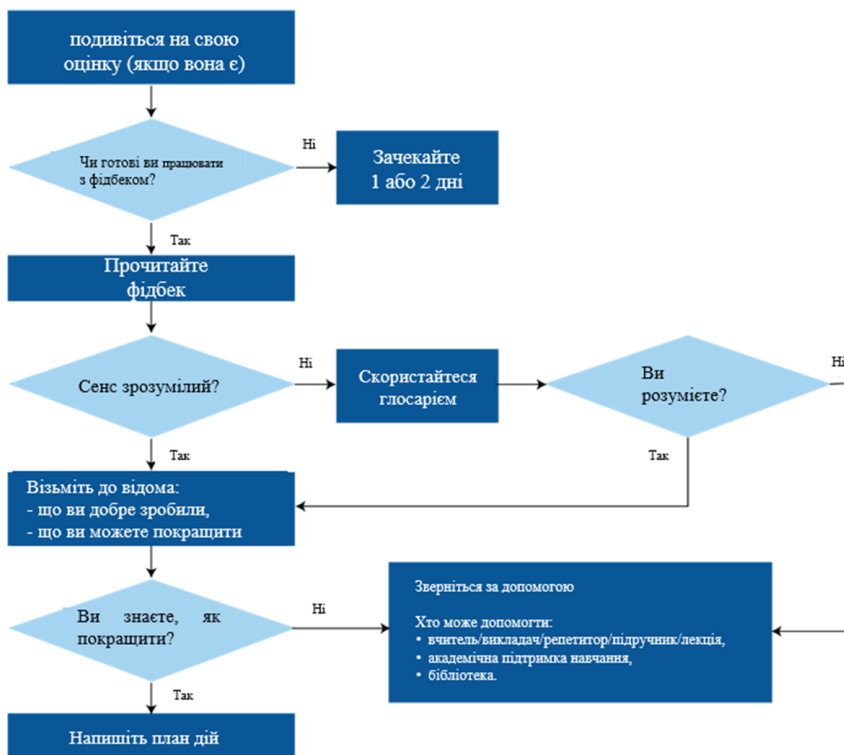 подивіться на свою
оцінку (якщо вона є)
Чи готові ви працювати
з фідбеком?
Ні
Зачекайте
1 або 2 дні
Так
Прочитайте
фідбек
Сенс зрозумілий?
Ні
Скористайтеся
глосарієм
Ви
розумієте?
Ні
Так
Так
Візьміть до відома:
- що ви добре зробили,
- що ви можете покращити
Ви знаєте, як
покращити?
Ні
Зверніться за допомогою
Хто може допомогти:
• вчитель/викладач/репетитор/підручник/лекція,
• академічна підтримка навчання,
• бібліотека.
Так
Напишіть план дій